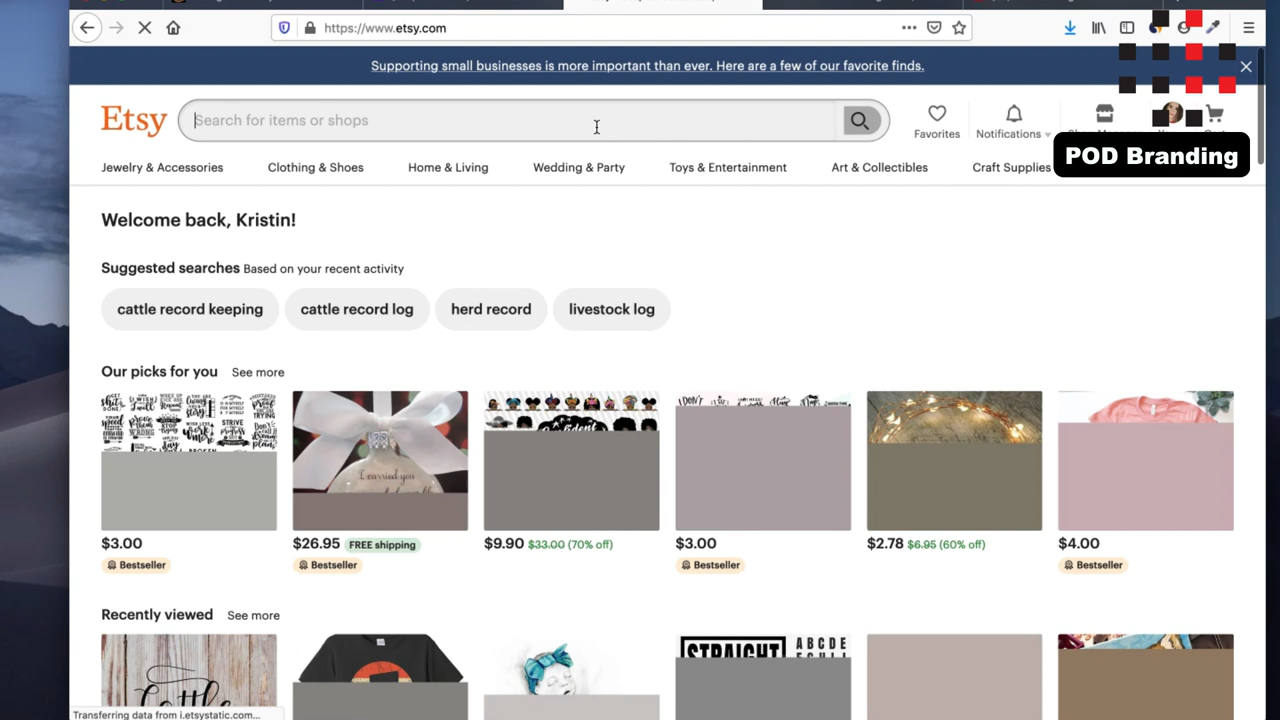 https://www.etsy.com
Supporting small businesses is more important than ever. Here are a few of our favorite finds.
Etsy
Search for items or shops
Favorites
Notifications
POD Branding
Jewelry & Accessories
Clothing & Shoes
Home & Living
Wedding & Party
Toys & Entertainment
Art & Collectibles
Craft Supplies
Welcome back, Kristin!
Suggested searches Based on your recent activity
cattle record keeping
cattle record log
herd record
livestock log
Our picks for you See more
I carried you
$3.00
Bestseller
$26.95 FREE shipping
Bestseller
$9.90 $33.00 (70% off)
$3.00
Bestseller
$2.78 $6.95 (60% off)
$4.00
Bestseller
Recently viewed See more
Cattle
STRAIGHT
ABCDE
Transferring data from i.etsystatic.com...